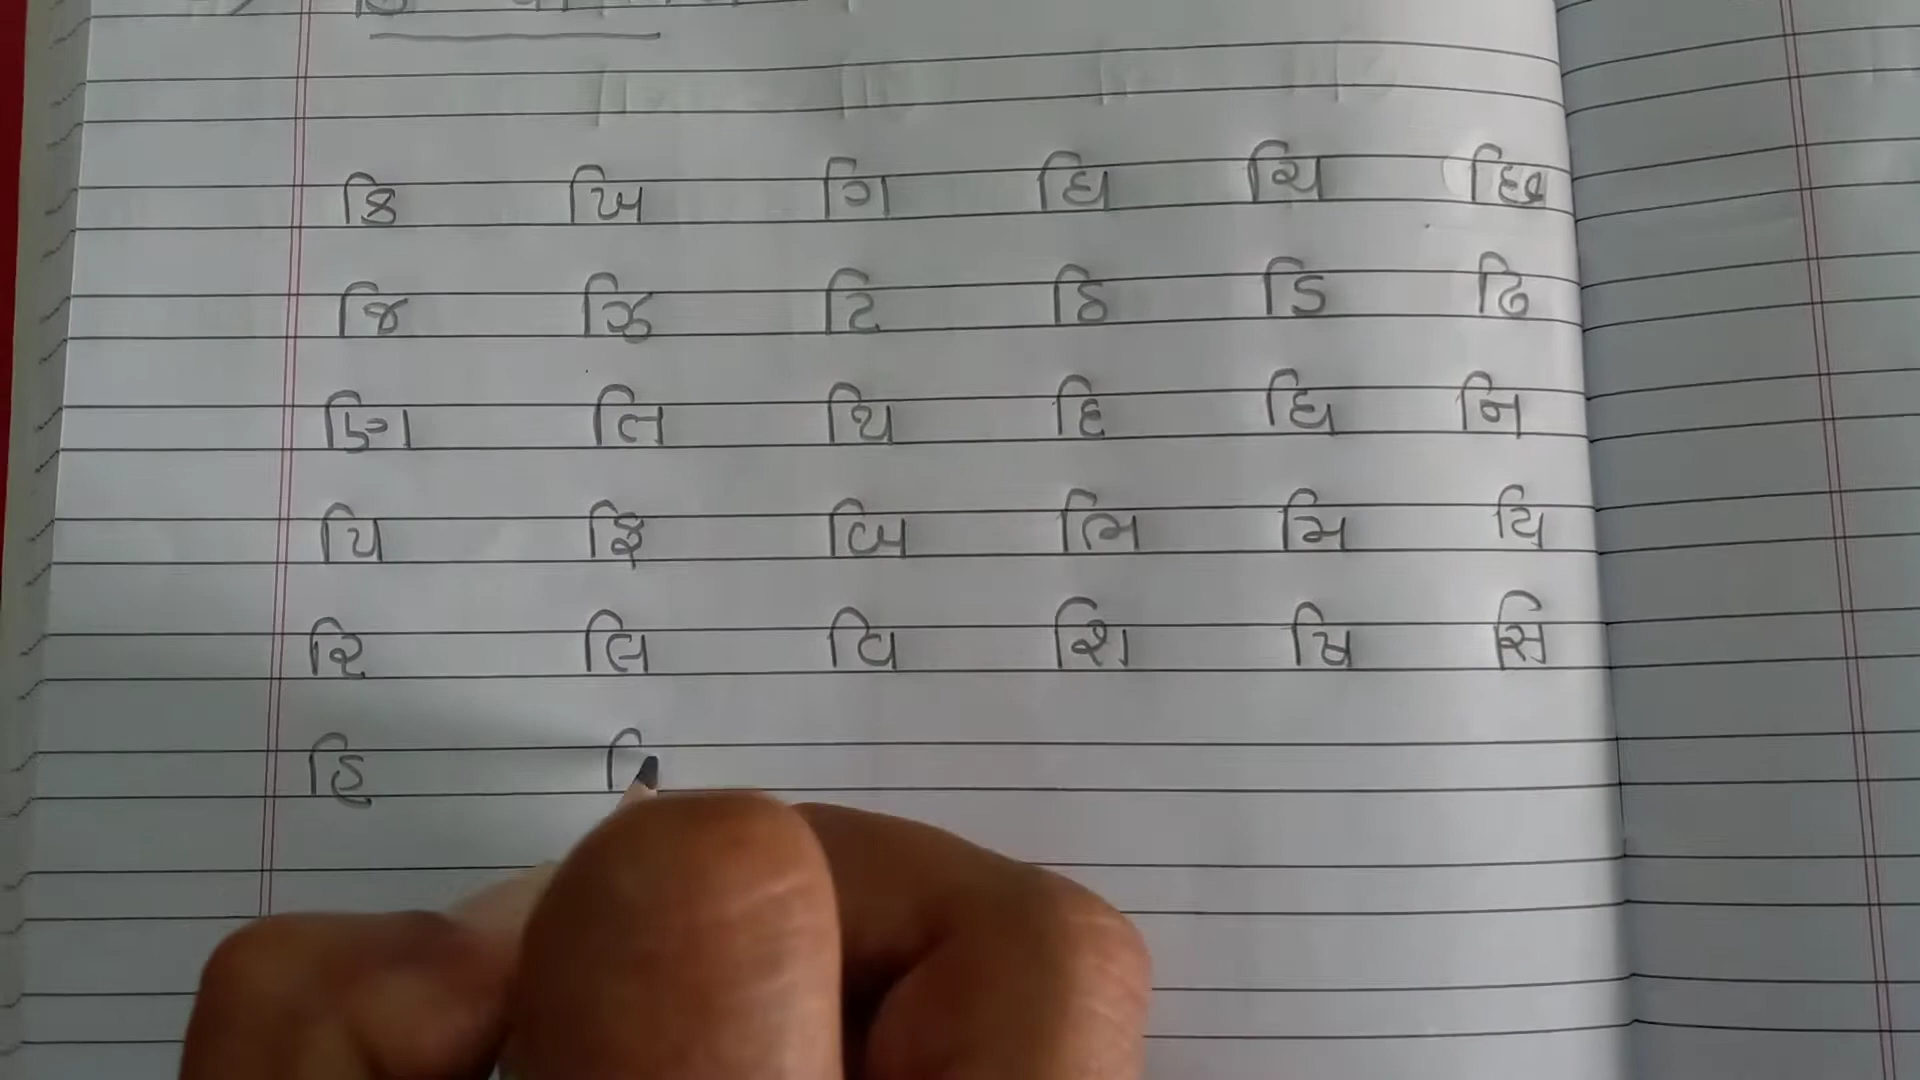 કિ ખિ ગિ ઘિ ચિ છિ
જિ ઝિ ટિ ઠિ ડિ ઢિ
ણિ તિ થિ દિ ધિ નિ
પિ ફિ બિ ભિ મિ યિ
રિ લિ વિ શિ ષિ સિ
હિ